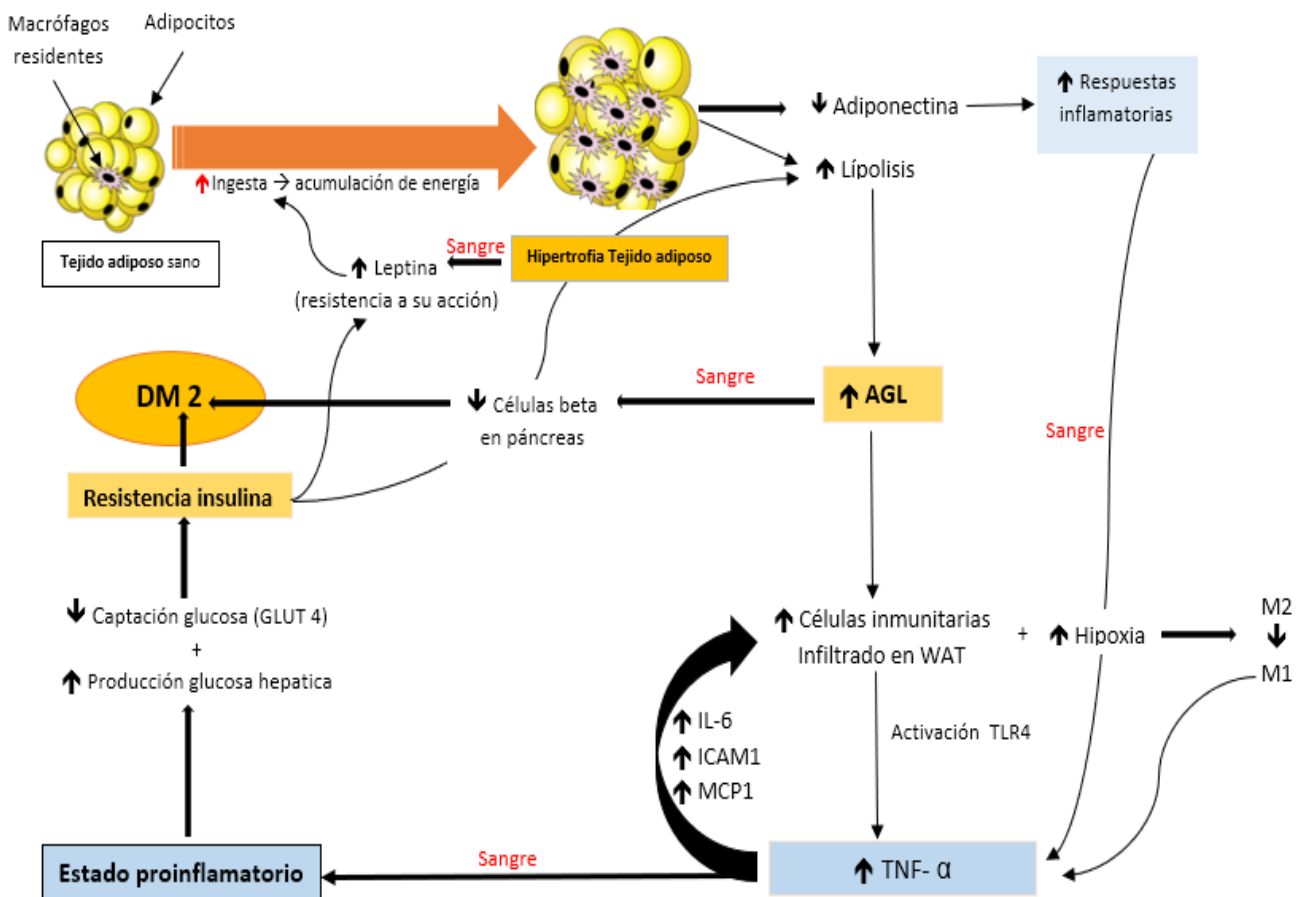 Macrófagos
residentes
Adipocitos
Adiponectina
Respuestas
inflamatorias
Lípolisis
Ingesta → acumulación de energía
Tejido adiposo sano
Sangre
Hipertrofia Tejido adiposo
Leptina
(resistencia a su acción)
DM 2
Células beta
en páncreas
Sangre
AGL
Sangre
Resistencia insulina
Captación glucosa (GLUT 4)
+
Producción glucosa hepatica
Células inmunitarias
Infiltrado en WAT
+
Hipoxia
M2
M1
IL-6
ICAM1
MCP1
Activación TLR4
Estado proinflamatorio
Sangre
TNF- α